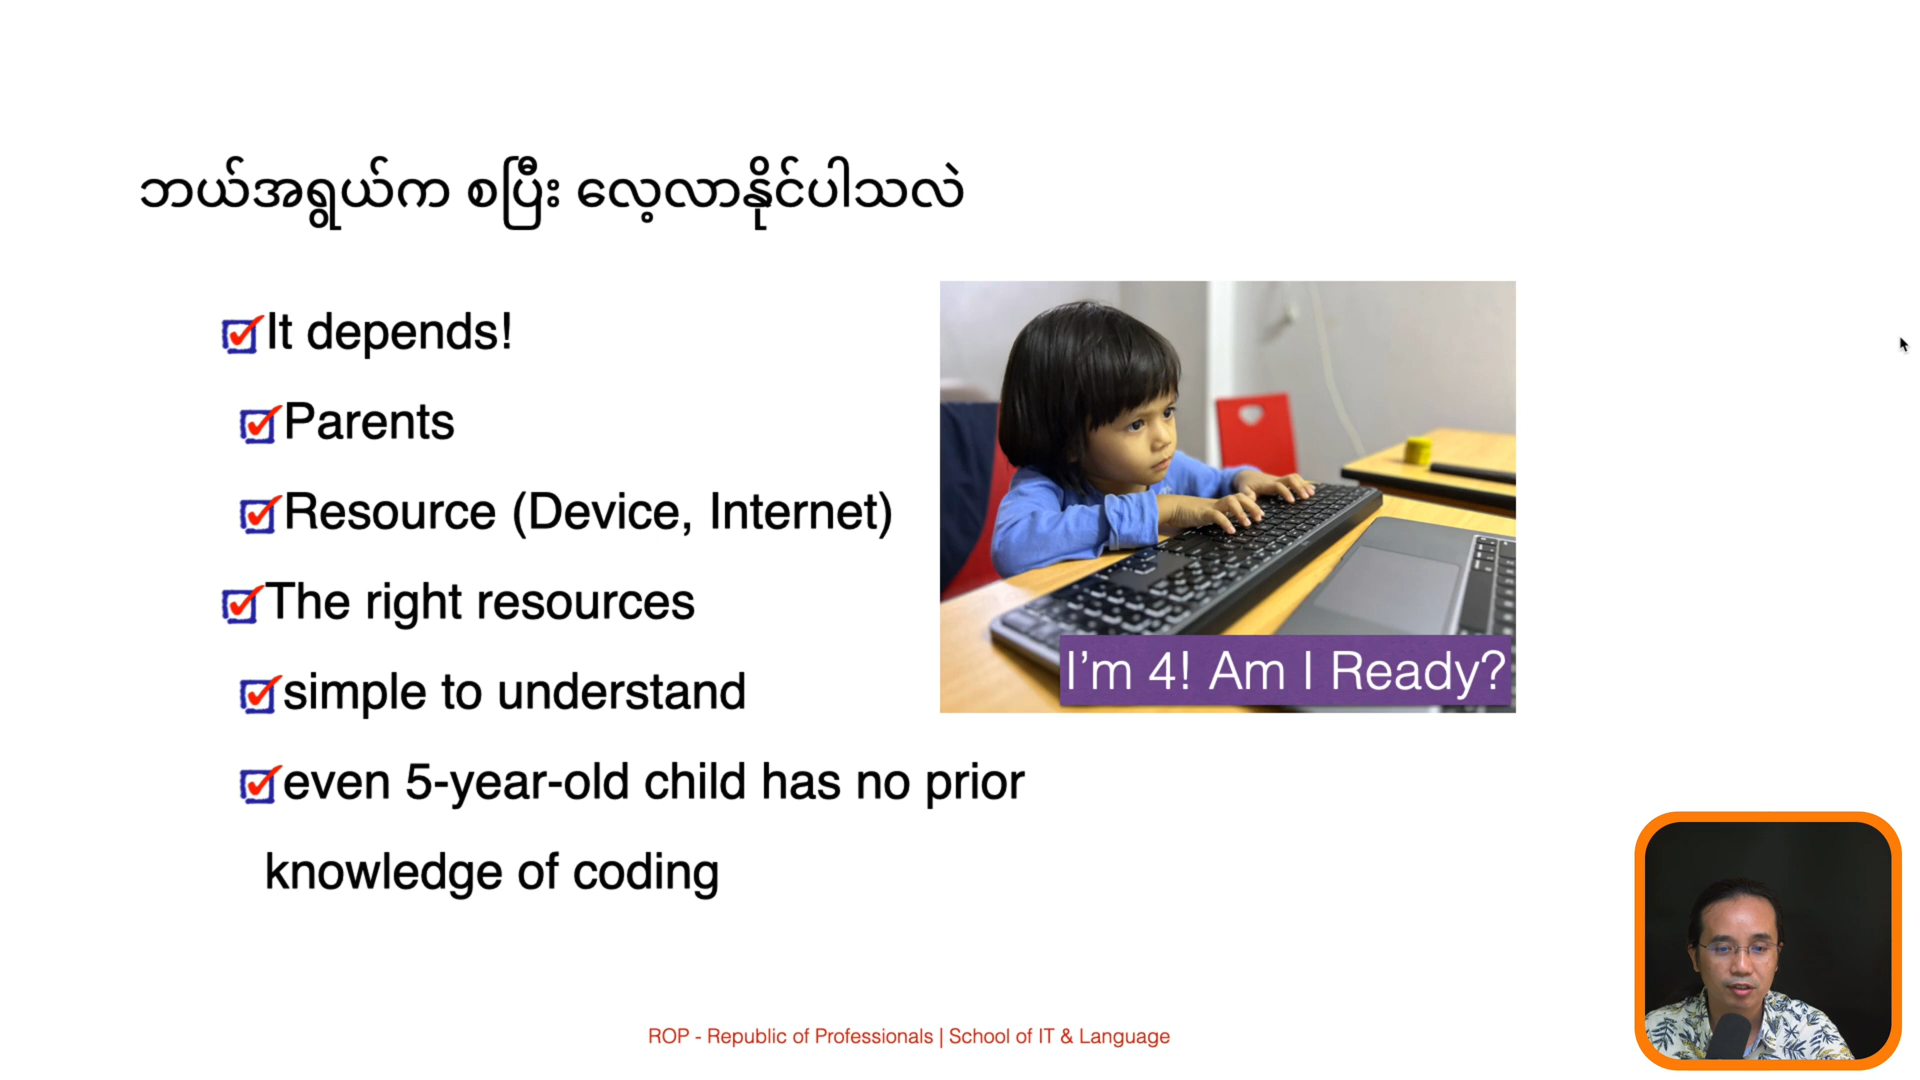 ဘယ်အရွယ်က စပြီး လေ့လာနိုင်ပါသလဲ
It depends!
Parents
Resource (Device, Internet)
The right resources
simple to understand
even 5-year-old child has no prior
knowledge of coding
I'm 4! Am I Ready?
ROP - Republic of Professionals | School of IT & Language